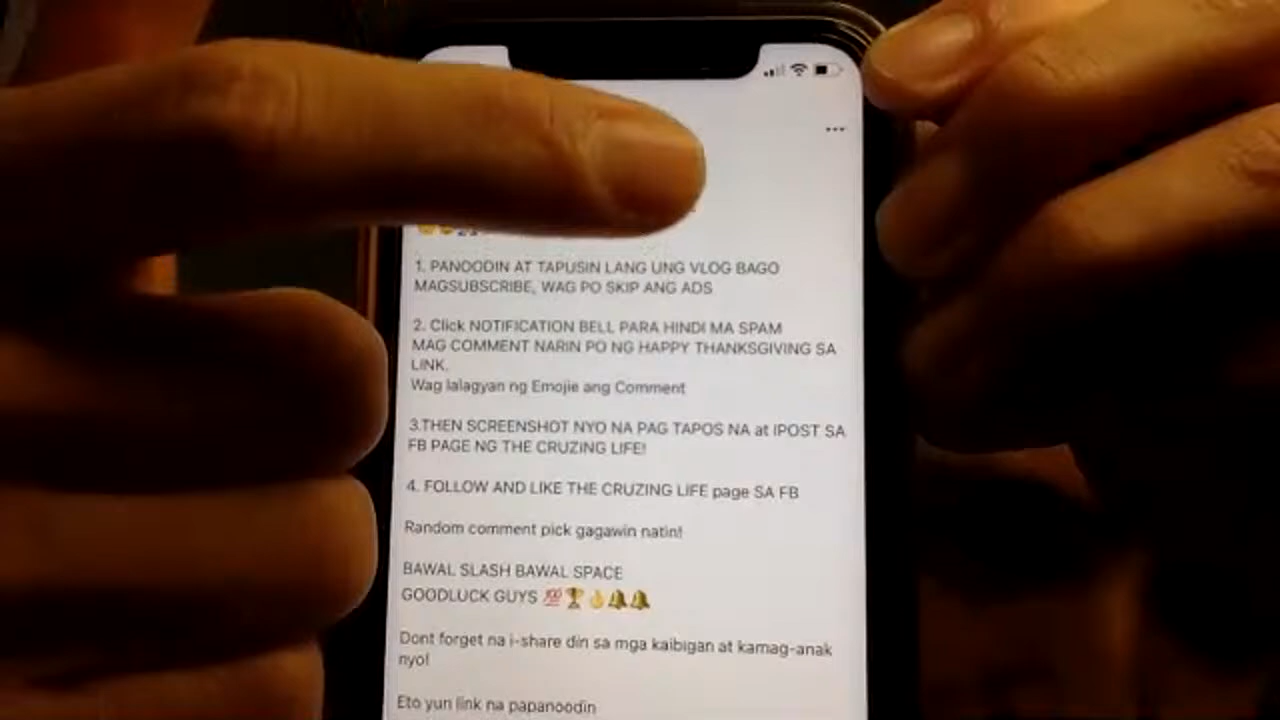 1. PANOODIN AT TAPUSIN LANG UNG VLOG BAGO
MAGSUBSCRIBE, WAG PO SKIP ANG ADS
2. Click NOTIFICATION BELL PARA HINDI MA SPAM
MAG COMMENT NARIN PO NG HAPPY THANKSGIVING SA
LINK.
Wag lalagyan ng Emojie ang Comment
3.THEN SCREENSHOT NYO NA PAG TAPOS NA at IPOST SA
FB PAGE NG THE CRUZING LIFE!
4. FOLLOW AND LIKE THE CRUZING LIFE page SA FB
Random comment pick gagawin natin!
BAWAL SLASH BAWAL SPACE
GOODLUCK GUYS 💯🏆👌🔔🔔
Dont forget na i-share din sa mga kaibigan at kamag-anak
nyo!
Eto yun link na papanoodin